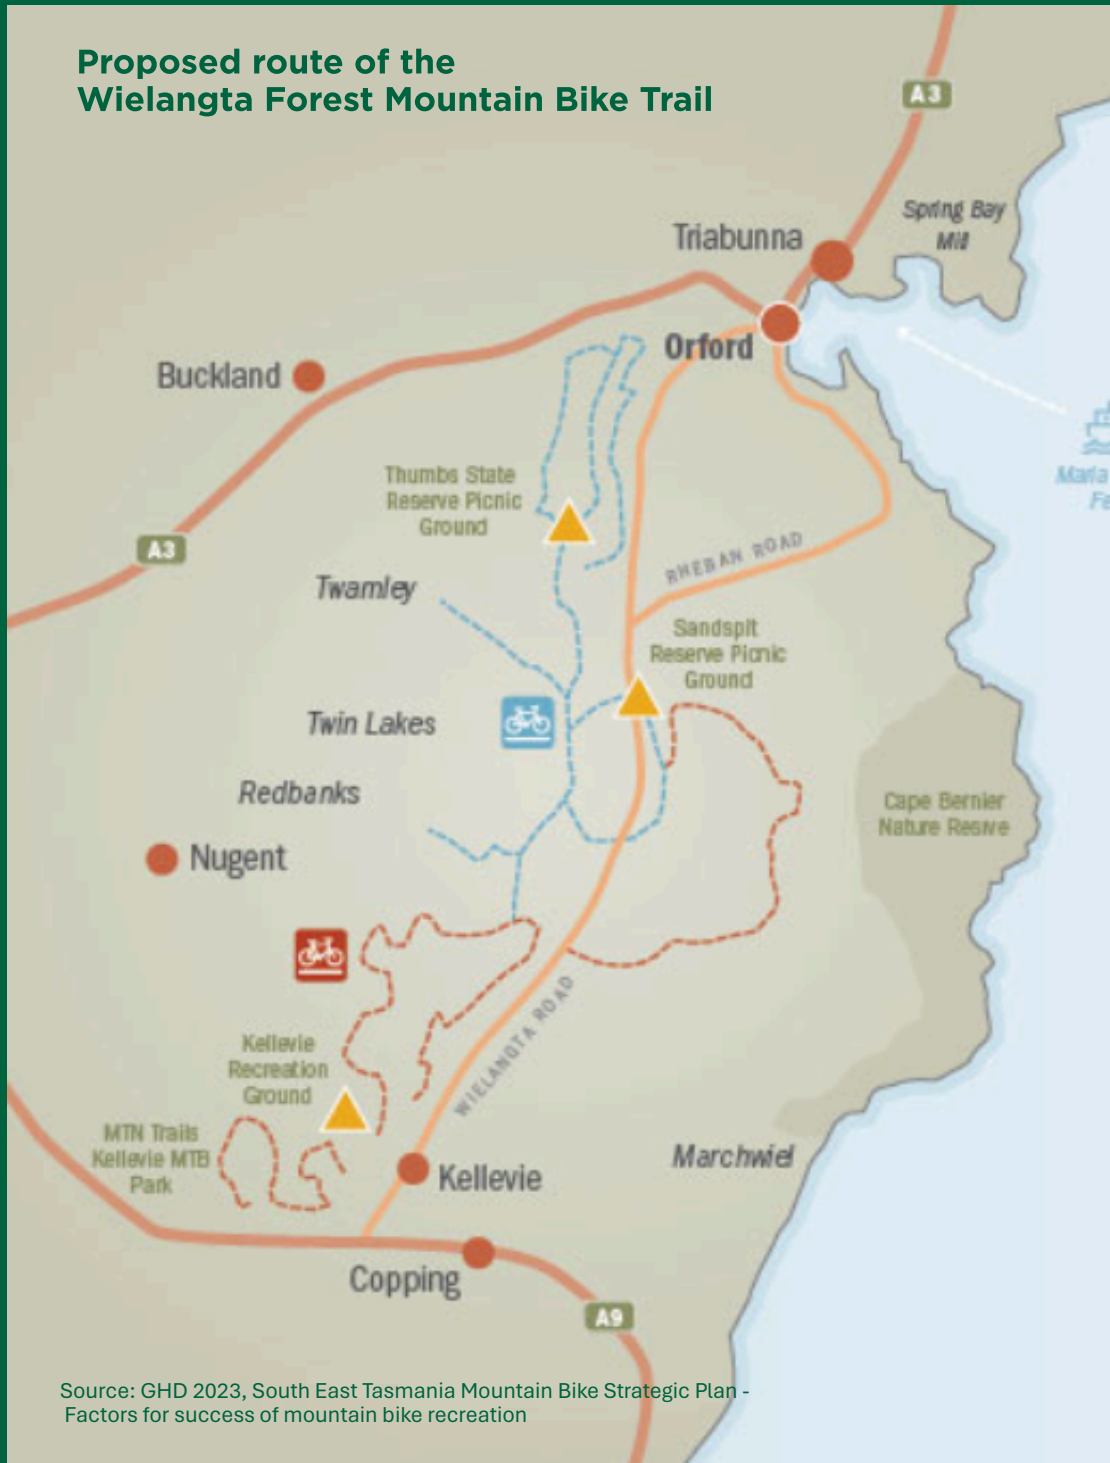 Proposed route of the
Wielangta Forest Mountain Bike Trail
A3
Spring Bay
Mill
Triabunna
Orford
Buckland
Maria
Fe
Thumbs State
Reserve Picnic
Ground
A3
RHEBAN ROAD
Twamley
Sandspit
Reserve Picnic
Ground
Twin Lakes
Redbanks
Cape Bernier
Nature Resrve
Nugent
WIELANGTA ROAD
Kellevie
Recreation
Ground
MTN Trails
Kellevie MTB
Park
Marchwiel
Kellevie
Copping
A9
Source: GHD 2023, South East Tasmania Mountain Bike Strategic Plan -
Factors for success of mountain bike recreation